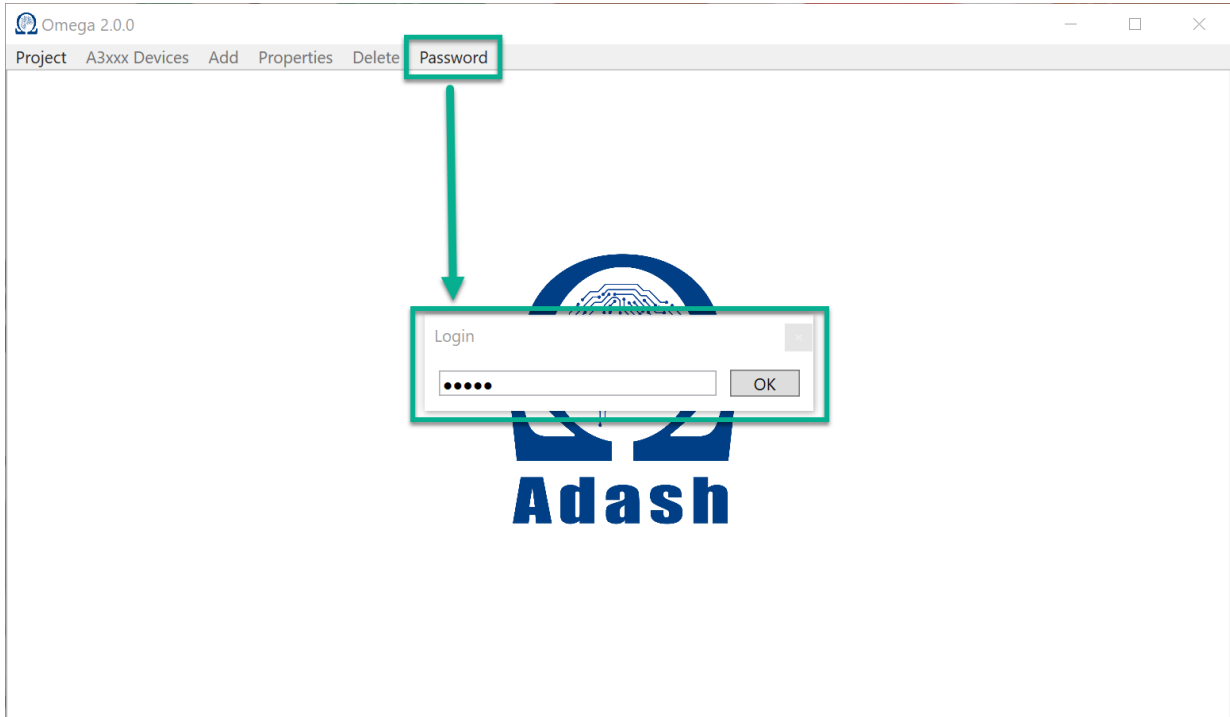 Omega 2.0.0
Project A3xxx Devices Add Properties Delete Password
Login
●●●●● OK
Adash